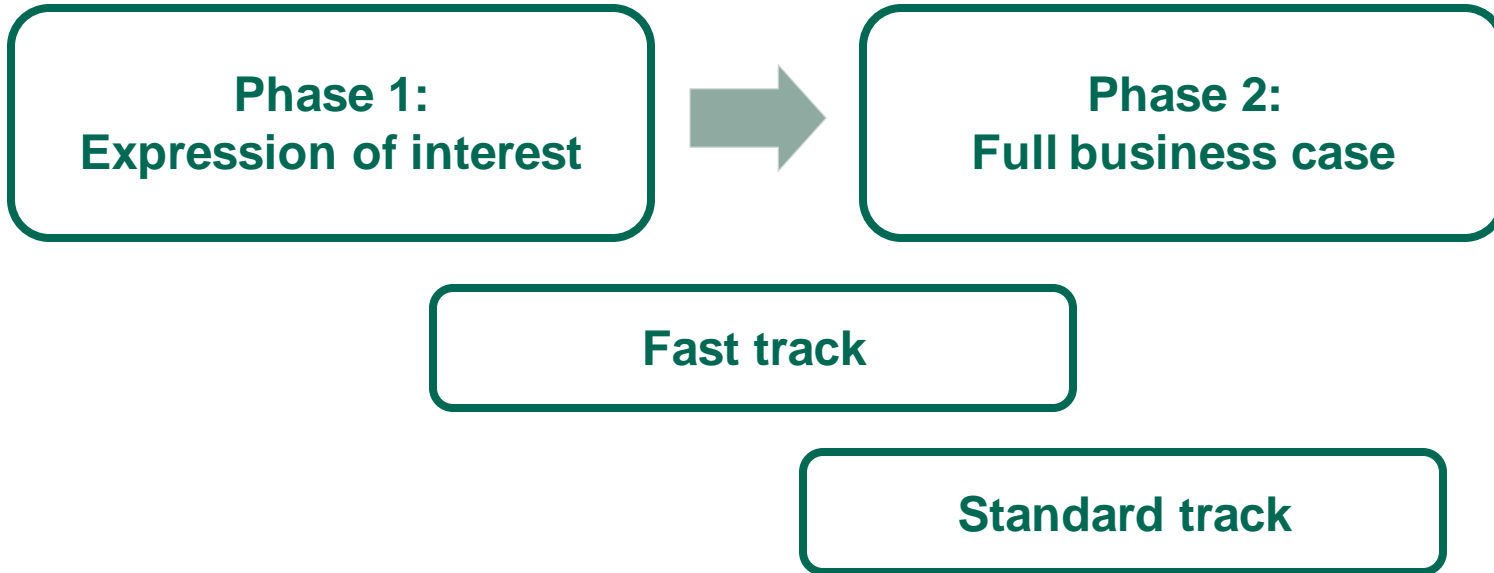 Phase 1:
Expression of interest
Phase 2:
Full business case
Fast track
Standard track